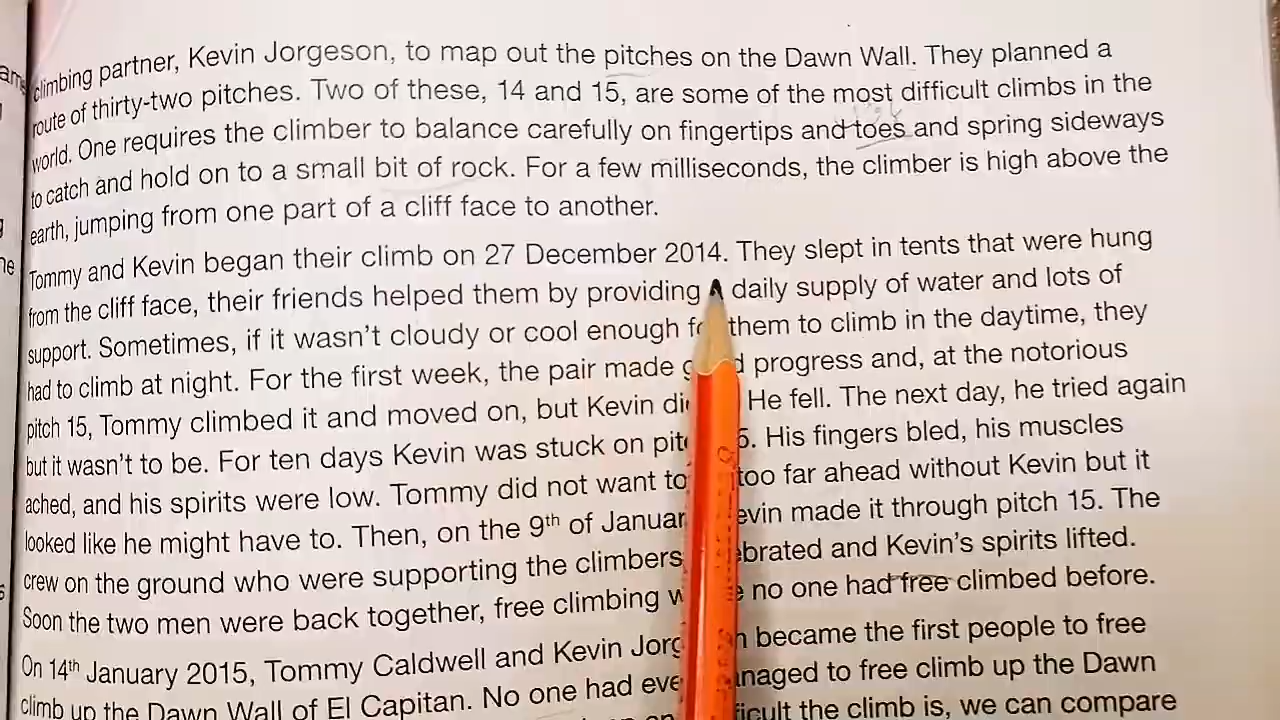 climbing partner, Kevin Jorgeson, to map out the pitches on the Dawn Wall. They planned a
route of thirty-two pitches. Two of these, 14 and 15, are some of the most difficult climbs in the
world. One requires the climber to balance carefully on fingertips and toes and spring sideways
to catch and hold on to a small bit of rock. For a few milliseconds, the climber is high above the
earth, jumping from one part of a cliff face to another.
Tommy and Kevin began their climb on 27 December 2014. They slept in tents that were hung
from the cliff face, their friends helped them by providing daily supply of water and lots of
support. Sometimes, if it wasn't cloudy or cool enough them to climb in the daytime, they
had to climb at night. For the first week, the pair made progress and, at the notorious
pitch 15, Tommy climbed it and moved on, but Kevin He fell. The next day, he tried again
but it wasn't to be. For ten days Kevin was stuck on His fingers bled, his muscles
ached, and his spirits were low. Tommy did not want to too far ahead without Kevin but it
looked like he might have to. Then, on the 9th of made it through pitch 15. The
crew on the ground who were supporting the climbers and Kevin's spirits lifted.
Soon the two men were back together, free climbing no one had free climbed before.
On 14th January 2015, Tommy Caldwell and Kevin became the first people to free
climb up the Dawn Wall of El Capitan. No one had to free climb up the Dawn
the climb is, we can compare